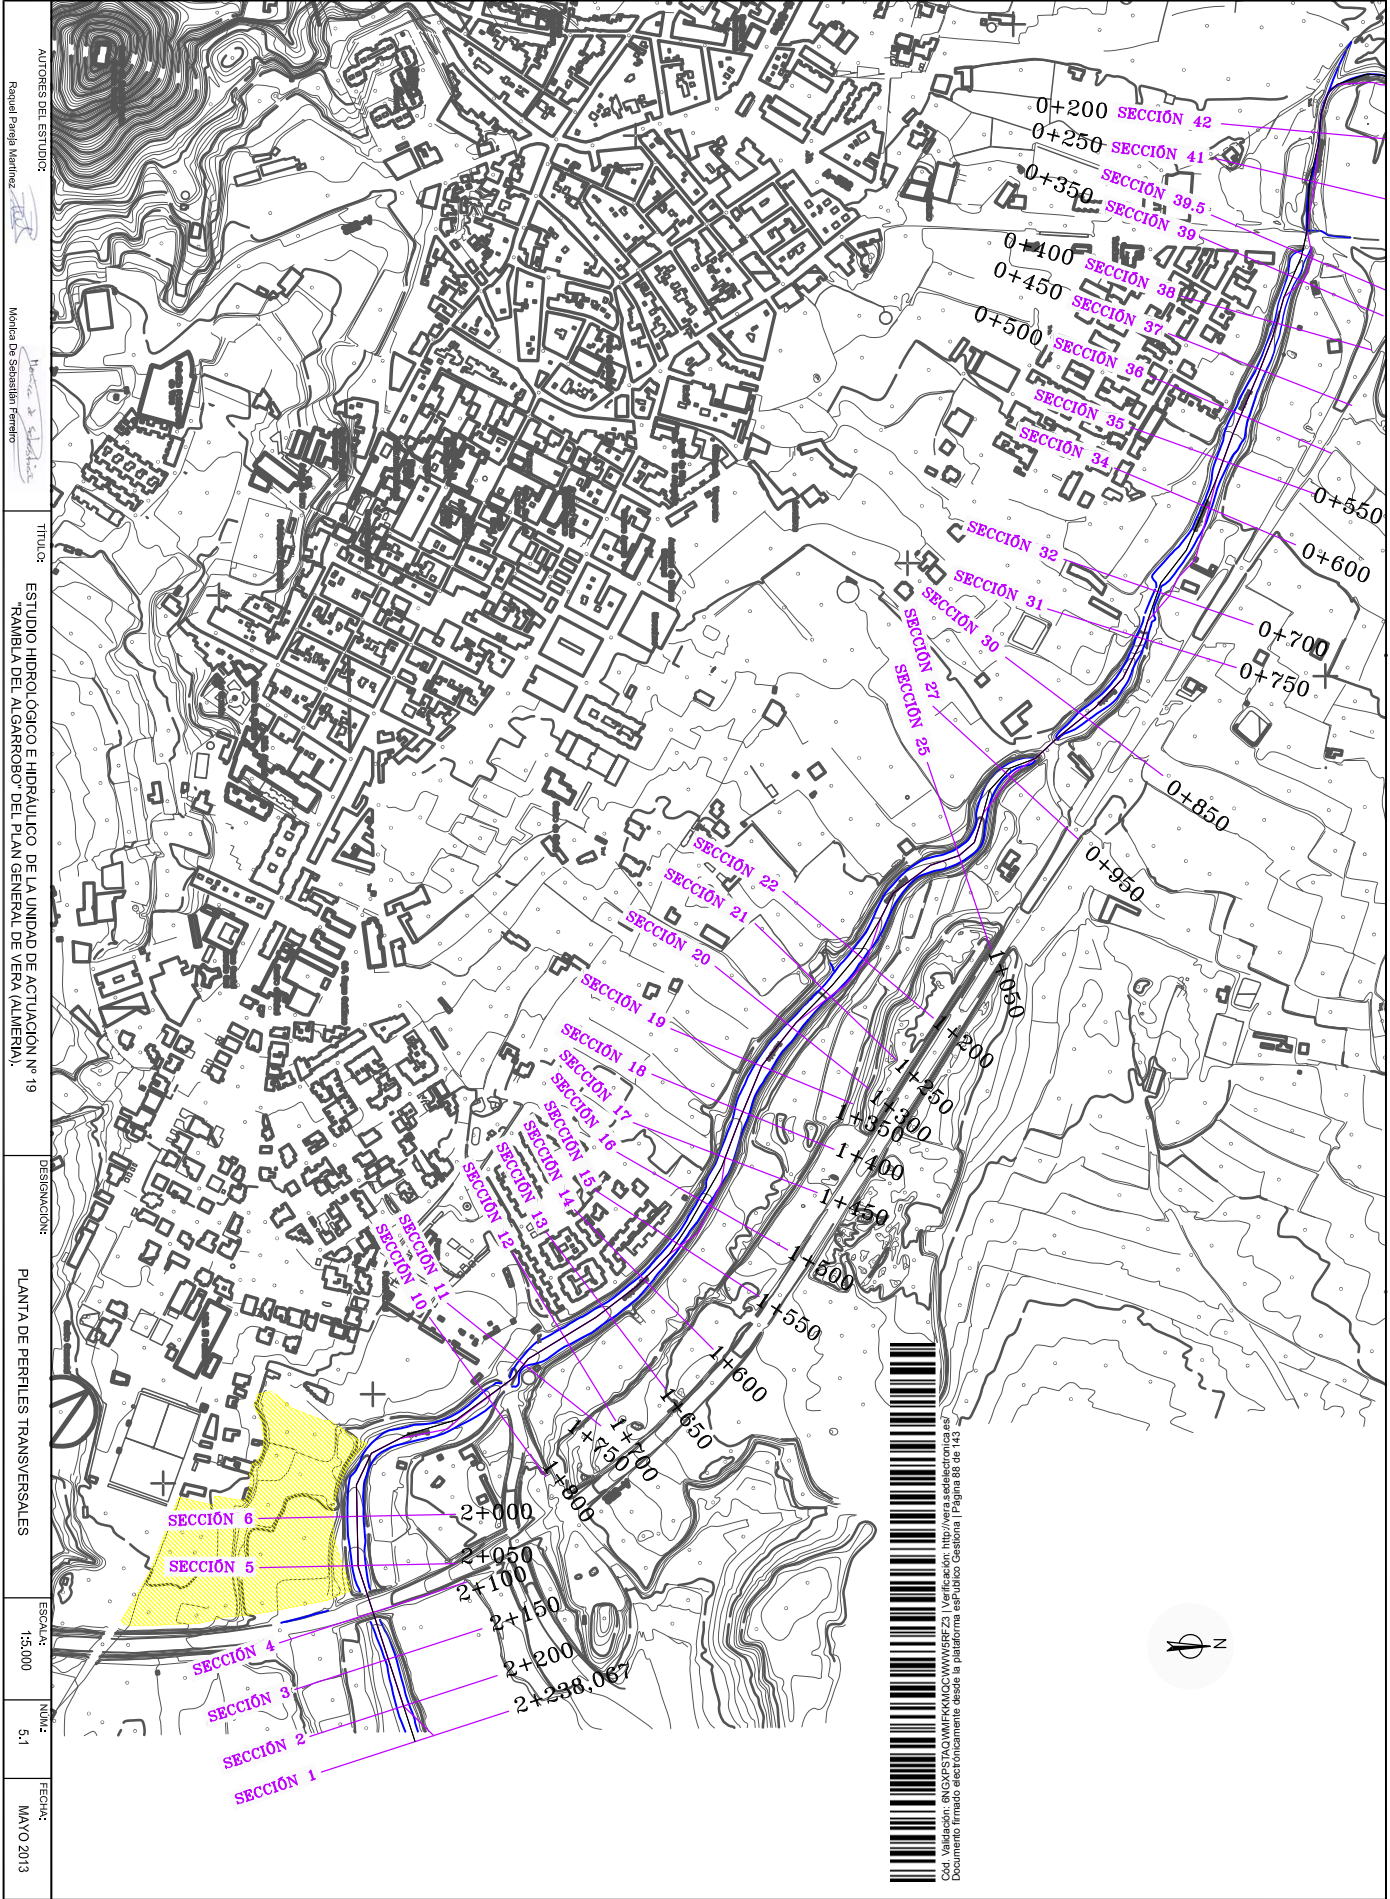 0+200 SECCIÓN 42
0+250 SECCIÓN 41
0+350 SECCIÓN 39.5
SECCIÓN 39
0+400 SECCIÓN 38
0+450 SECCIÓN 37
0+500 SECCIÓN 36
SECCIÓN 35
0+550
SECCIÓN 34
0+600
SECCIÓN 32
0+700
SECCIÓN 31
0+750
SECCIÓN 30
0+850
SECCIÓN 27
0+950
SECCIÓN 25
1+050
SECCIÓN 22
1+200
SECCIÓN 21
1+250
SECCIÓN 20
1+300
SECCIÓN 19
1+350
SECCIÓN 18
1+400
SECCIÓN 17
1+450
SECCIÓN 16
1+500
SECCIÓN 15
1+550
SECCIÓN 14
1+600
SECCIÓN 13
1+650
SECCIÓN 12
1+700
SECCIÓN 11
1+750
SECCIÓN 10
1+800
SECCIÓN 6
2+000
SECCIÓN 5
2+050
2+100
SECCIÓN 4
2+150
SECCIÓN 3
2+200
SECCIÓN 2
2+238,067
SECCIÓN 1
N
AUTORES DEL ESTUDIO:
Raquel Pareja Martínez
Mónica De Sebastián Ferreiro
TÍTULO:
ESTUDIO HIDROLÓGICO E HIDRÁULICO DE LA UNIDAD DE ACTUACIÓN Nº 19
"RAMBLA DEL ALGARROBO" DEL PLAN GENERAL DE VERA (ALMERIA).
DESIGNACIÓN:
PLANTA DE PERFILES TRANSVERSALES
ESCALA:
1:5.000
NÚM.:
5.1
FECHA:
MAYO 2013
Cód. Validación: 6NGXPSTAQWMFKMQCWWW5RFZ3 | Verificación: http://vera.sedelectronica.es/
Documento firmado electrónicamente desde la plataforma esPublico Gestiona | Página 88 de 143